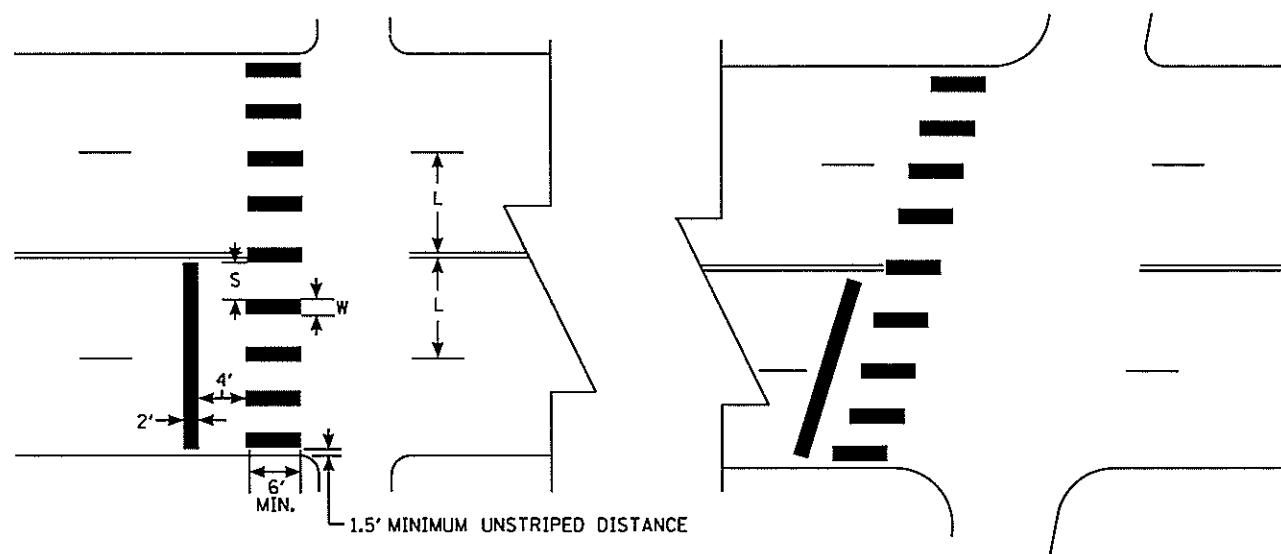 L
S
W
L
4'
2'
6'
MIN.
1.5' MINIMUM UNSTRIPED DISTANCE